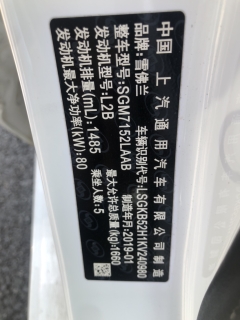 中国 上汽通用汽车有限公司制造
品牌:雪佛兰
车辆识别代号:LSGKB52H1KV240980
整车型号:SGM7152LAAB
制造年月:2019-01
发动机型号:L2B
最大允许总质量(kg):1660
发动机排量(mL):1485
乘坐人数:5
发动机最大净功率(kW):80